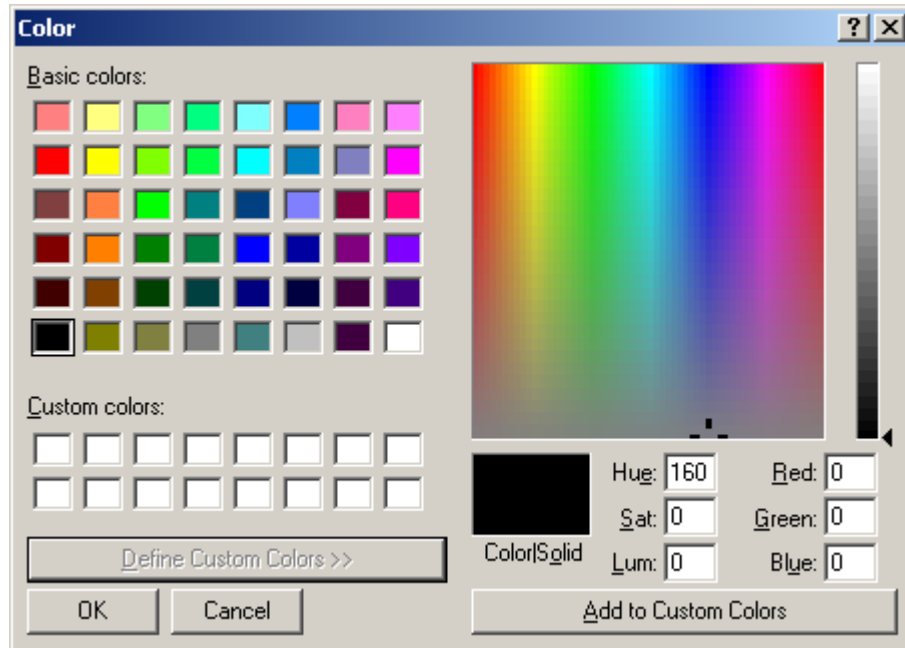 Color
Basic colors:
Custom colors:
Define Custom Colors >>
OK Cancel
Color|Solid
Hue: 160 Red: 0
Sat: 0 Green: 0
Lum: 0 Blue: 0
Add to Custom Colors